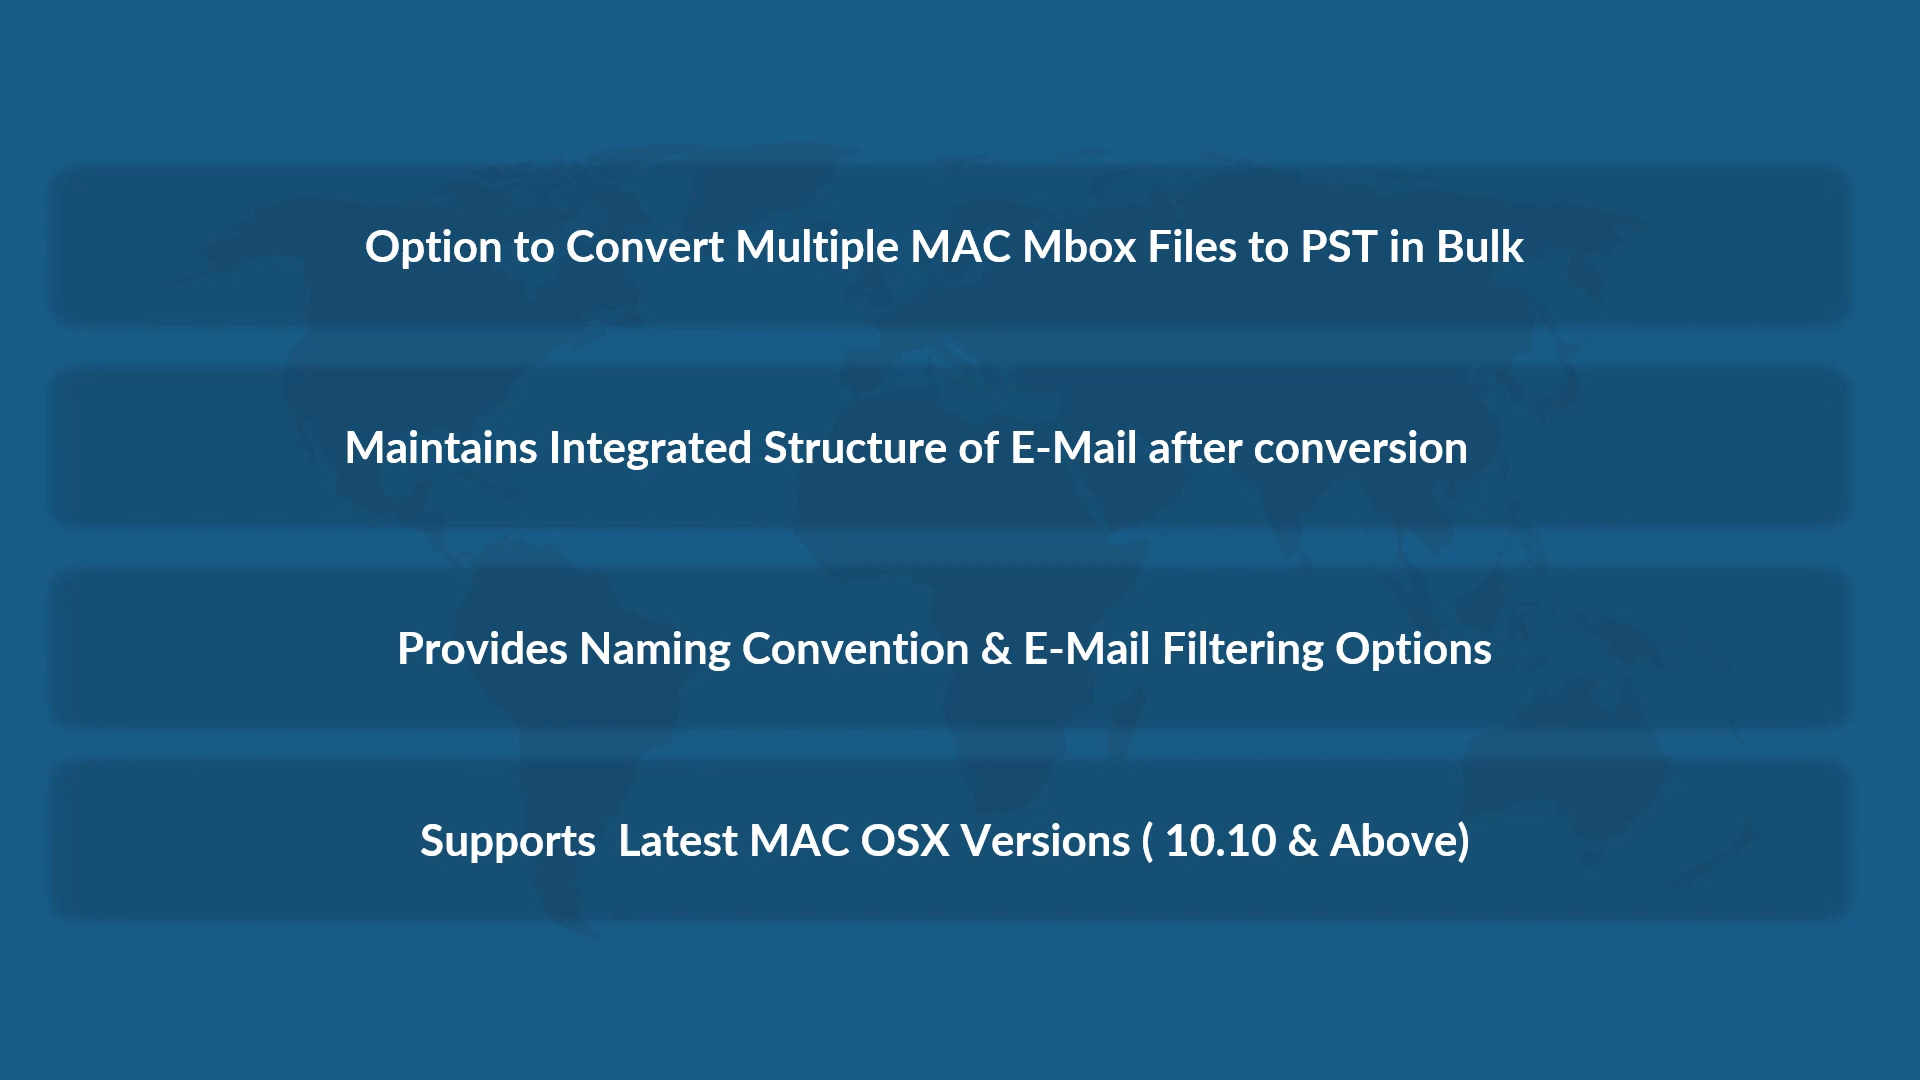 Option to Convert Multiple MAC Mbox Files to PST in Bulk
Maintains Integrated Structure of E-Mail after conversion
Provides Naming Convention & E-Mail Filtering Options
Supports  Latest MAC OSX Versions ( 10.10 & Above)